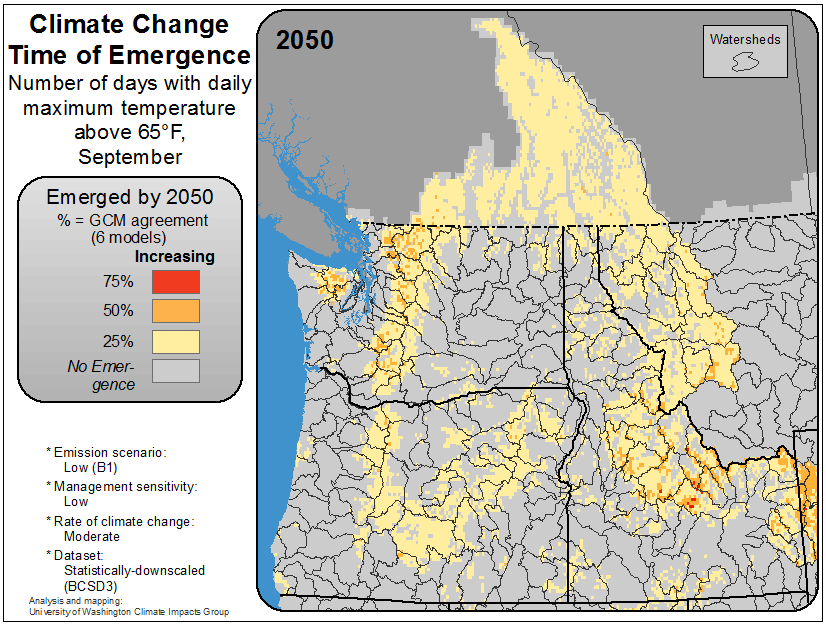 Climate Change
Time of Emergence
Number of days with daily
maximum temperature
above 65°F,
September
Emerged by 2050
% = GCM agreement
(6 models)
Increasing
75%
50%
25%
No Emer-
gence
* Emission scenario:
Low (B1)
* Management sensitivity:
Low
* Rate of climate change:
Moderate
* Dataset:
Statistically-downscaled
(BCSD3)
Analysis and mapping:
University of Washington Climate Impacts Group
2050
Watersheds